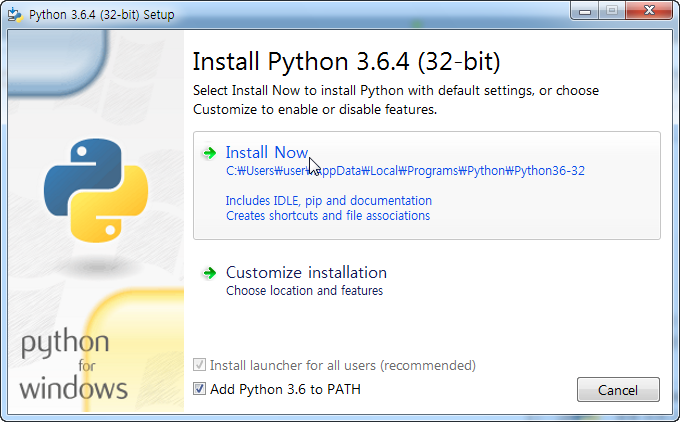 Python 3.6.4 (32-bit) Setup
Install Python 3.6.4 (32-bit)
Select Install Now to install Python with default settings, or choose
Customize to enable or disable features.
Install Now
C:₩Users₩user₩AppData₩Local₩Programs₩Python₩Python36-32
Includes IDLE, pip and documentation
Creates shortcuts and file associations
Customize installation
Choose location and features
python
for
windows
Install launcher for all users (recommended)
Add Python 3.6 to PATH
Cancel